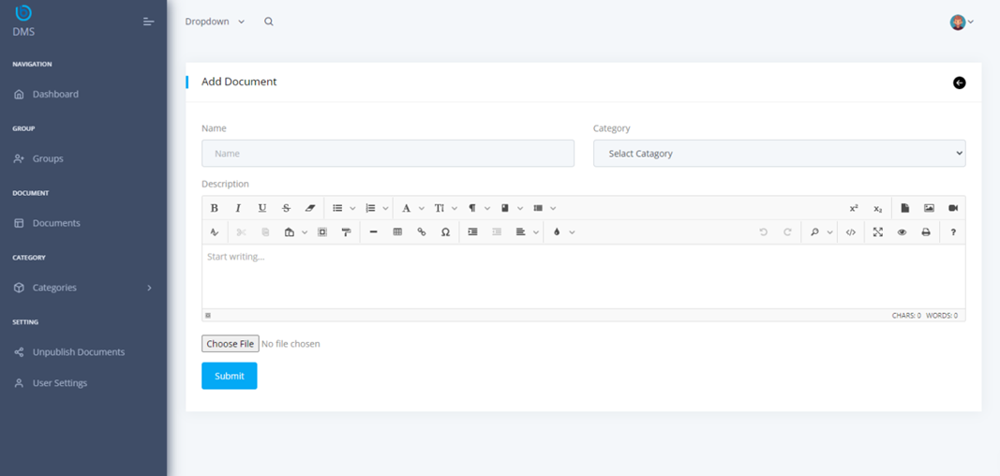 DMS
NAVIGATION
Dashboard
GROUP
Groups
DOCUMENT
Documents
CATEGORY
Categories
SETTING
Unpublish Documents
User Settings
Dropdown
Add Document
Name
Category
Name
Selact Catagory
Description
B I U S A Tі ¶ x² x₂
Ω ?
Start writing...
CHARS: 0 WORDS: 0
Choose File No file chosen
Submit